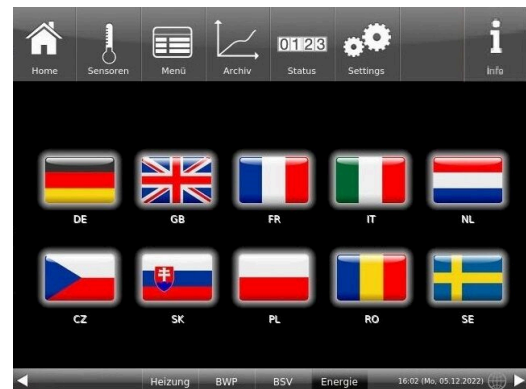 Home Sensoren Menü Archiv 0123 Status Settings i Info
DE GB FR IT NL
CZ SK PL RO SE
Heizung BWP BSV Energie 16:02 (Mo, 05.12.2022)